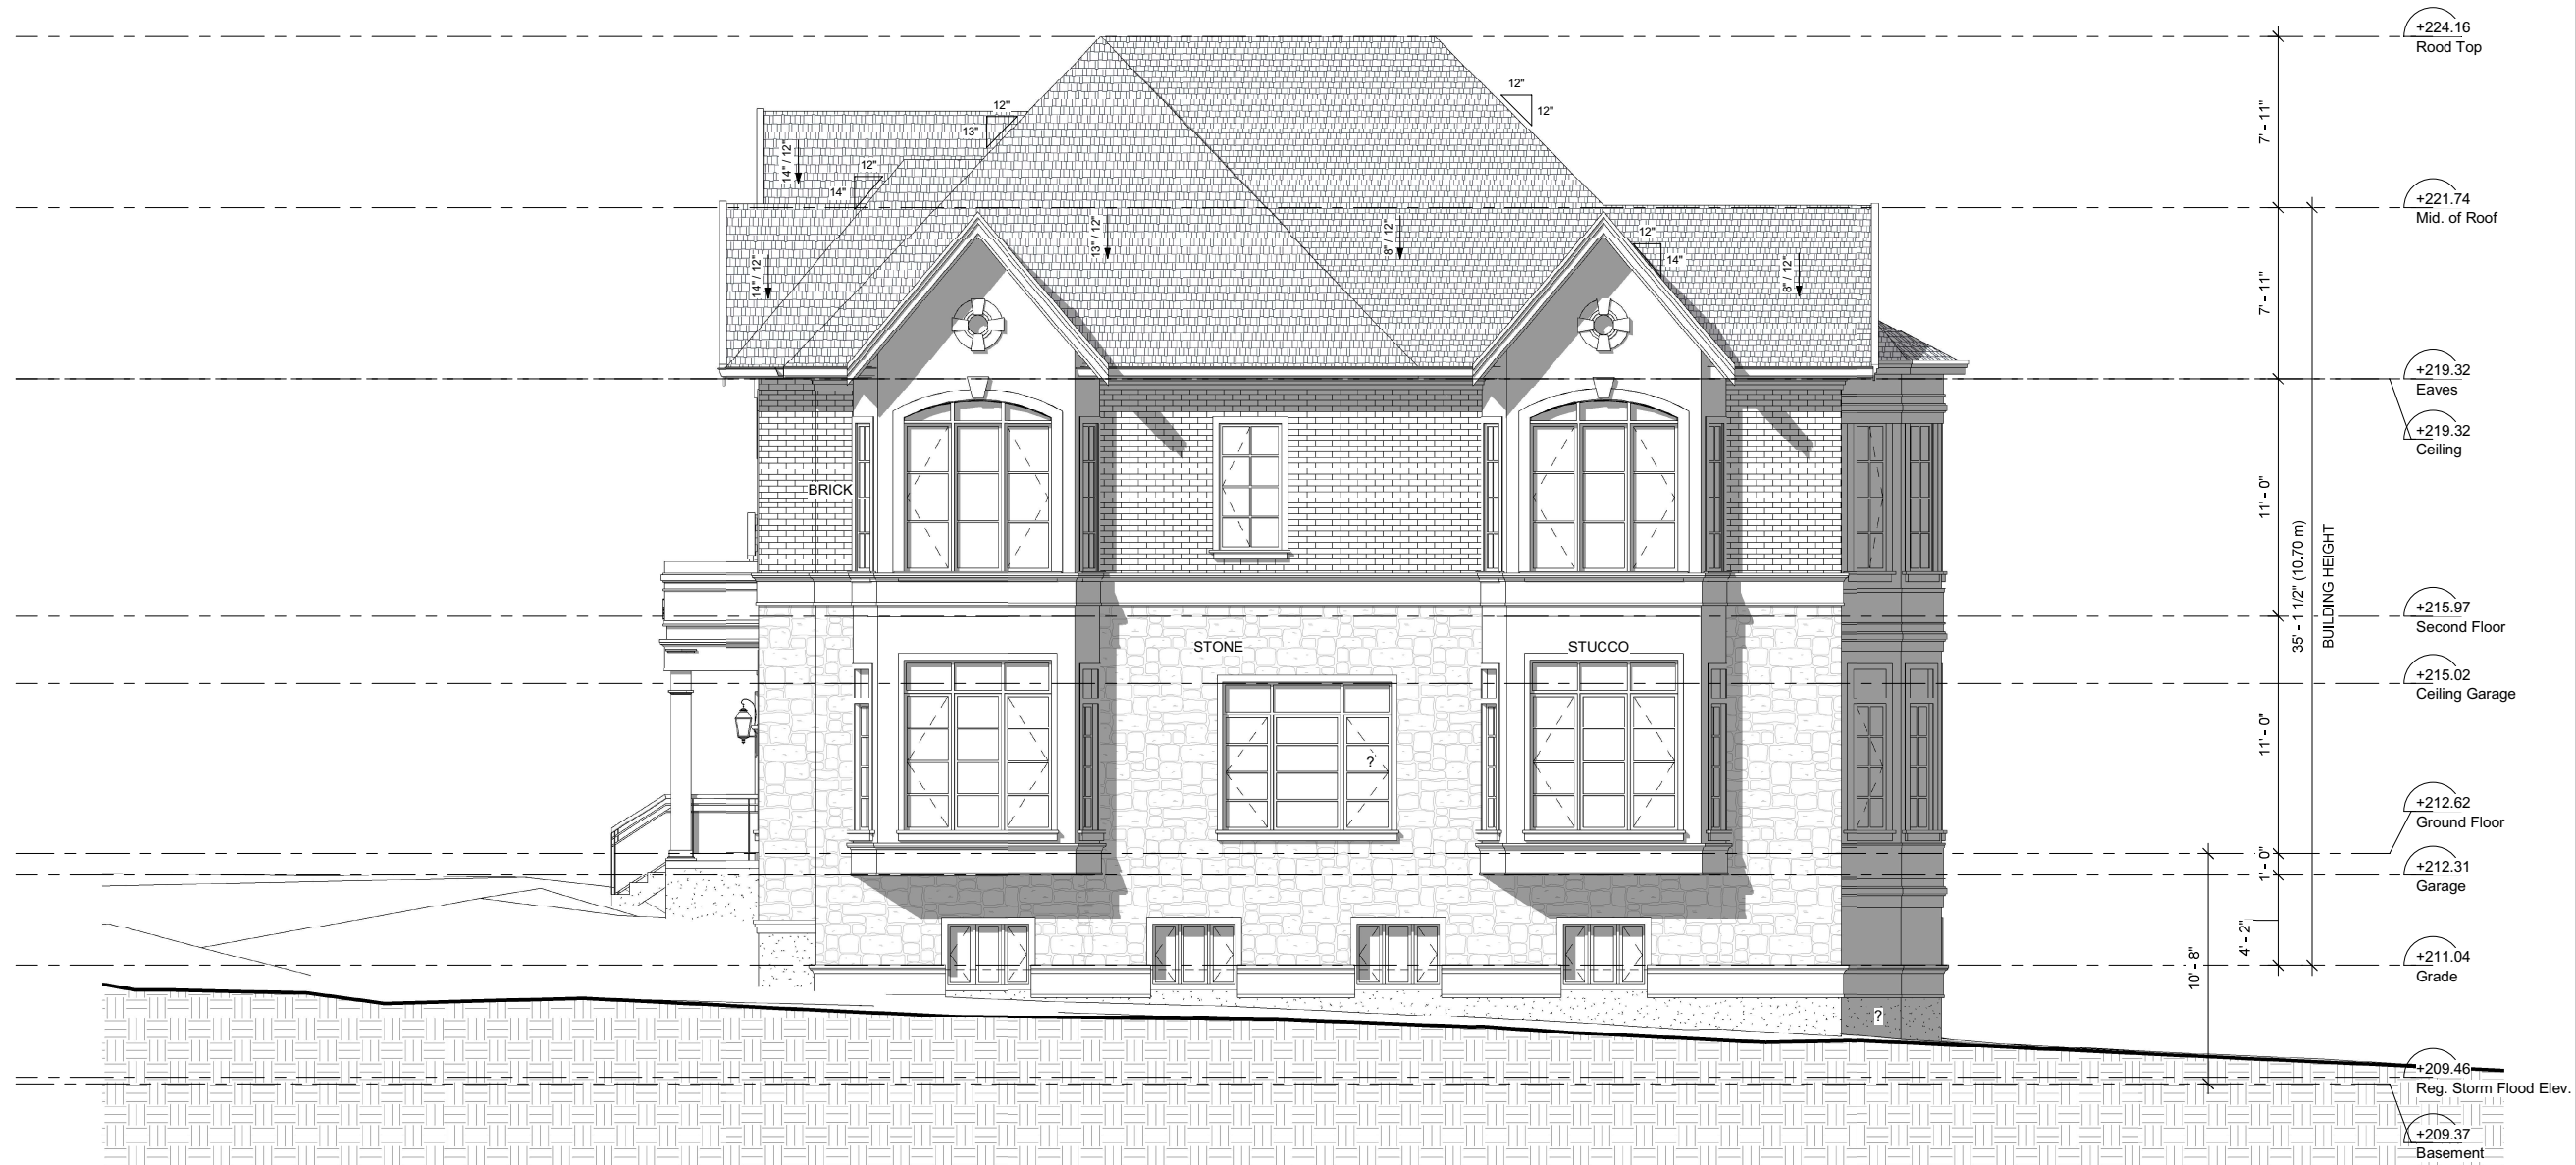 +224.16
Rood Top
12"
12"
7' - 11"
12"
13"
14" / 12"
12"
14"
+221.74
Mid. of Roof
13" / 12"
8" / 12"
12"
14"
14" / 12"
8" / 12"
7' - 11"
+219.32
Eaves
+219.32
Ceiling
BRICK
11' - 0"
35' - 1 1/2" (10.70 m)
BUILDING HEIGHT
+215.97
Second Floor
STONE
STUCCO
+215.02
Ceiling Garage
11' - 0"
?
+212.62
Ground Floor
1' - 0"
+212.31
Garage
4' - 2"
10' - 8"
+211.04
Grade
?
+209.46
Reg. Storm Flood Elev.
+209.37
Basement